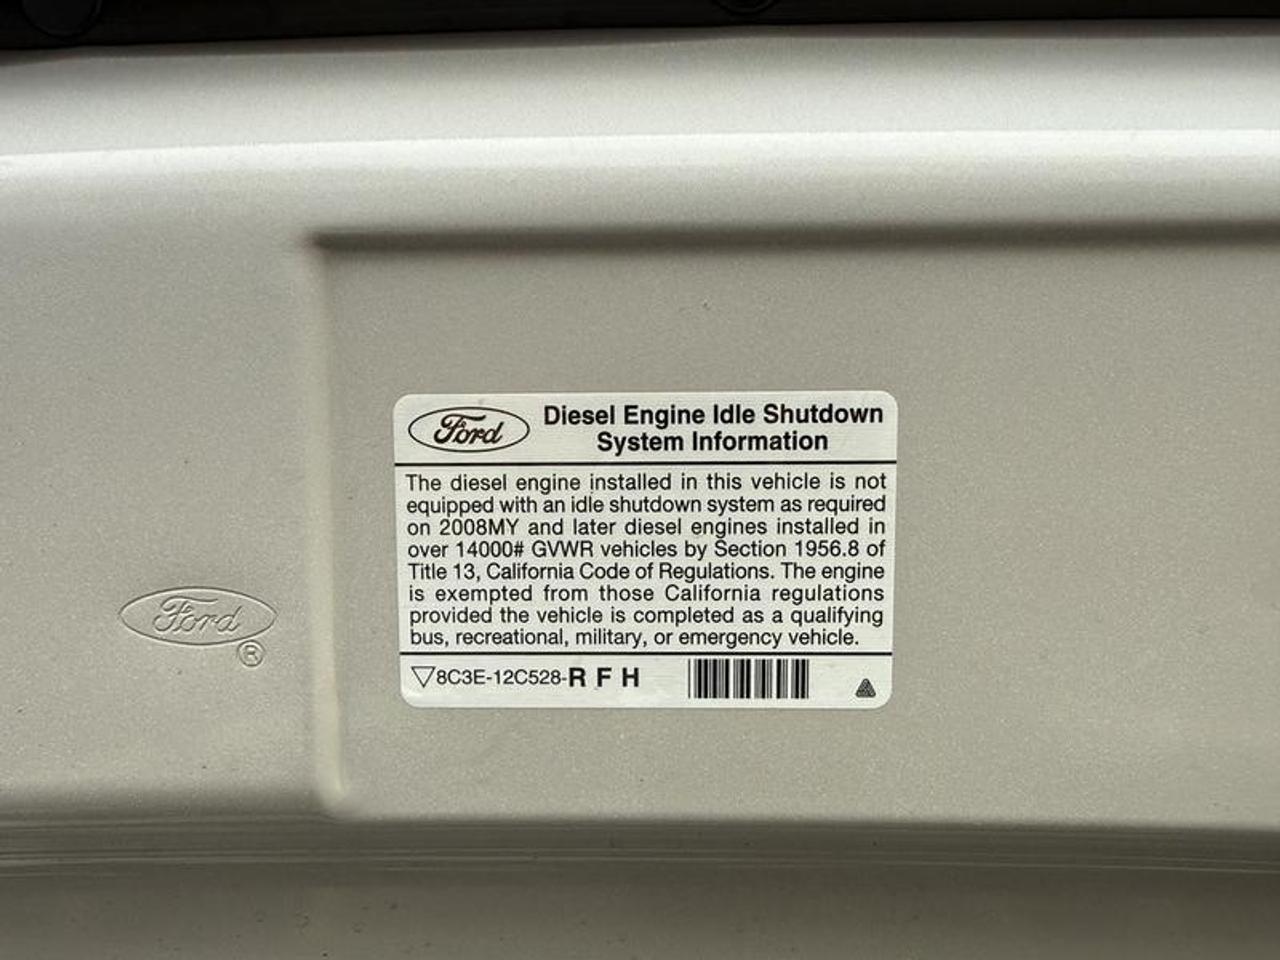 Ford
Diesel Engine Idle Shutdown
System Information
The diesel engine installed in this vehicle is not
equipped with an idle shutdown system as required
on 2008MY and later diesel engines installed in
over 14000# GVWR vehicles by Section 1956.8 of
Title 13, California Code of Regulations. The engine
is exempted from those California regulations
provided the vehicle is completed as a qualifying
bus, recreational, military, or emergency vehicle.
8C3E-12C528-R F H
Ford
®